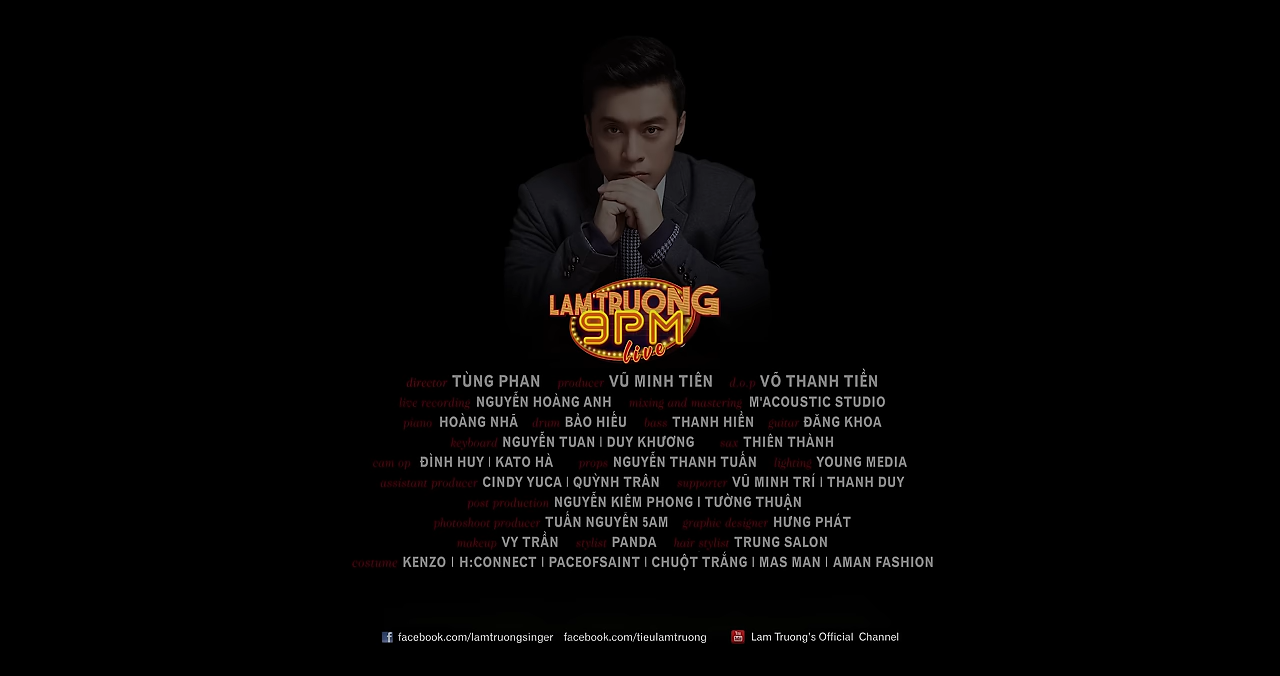 LAM TRUONG
9PM
live
director TÙNG PHAN producer VŨ MINH TIÊN d.o.p VÕ THANH TIỀN
live recording NGUYỄN HOÀNG ANH mixing and mastering M'ACOUSTIC STUDIO
piano HOÀNG NHÃ drum BẢO HIẾU bass THANH HIỂN guitar ĐĂNG KHOA
keyboard NGUYỄN TUAN | DUY KHƯƠNG sax THIÊN THÀNH
cam op ĐÌNH HUY | KATO HÀ props NGUYỄN THANH TUẤN lighting YOUNG MEDIA
assistant producer CINDY YUCA | QUỲNH TRÂN supporter VŨ MINH TRÍ | THANH DUY
post production NGUYỄN KIÊM PHONG | TƯỜNG THUẬN
photoshoot producer TUẤN NGUYỄN 5AM graphic designer HƯNG PHÁT
makeup VY TRẦN stylist PANDA hair stylist TRUNG SALON
costume KENZO | H:CONNECT | PACEOFSAINT | CHUỘT TRẮNG | MAS MAN | AMAN FASHION
facebook.com/lamtruongsinger facebook.com/tieulamtruong You Tube Lam Truong's Official Channel